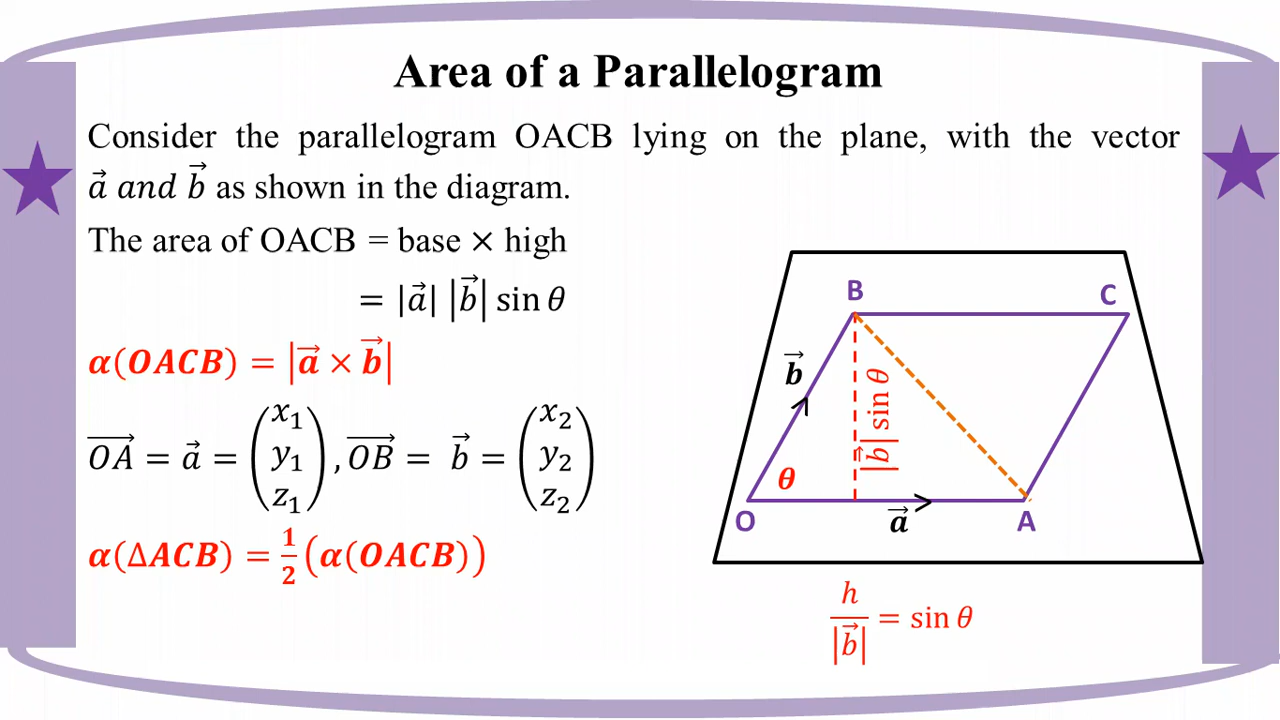 Area of a Parallelogram
Consider the parallelogram OACB lying on the plane, with the vector
a⃗ and b⃗ as shown in the diagram.
The area of OACB = base × high
= |a⃗| |b⃗| sin θ
α(OACB) = |a⃗ × b⃗|
OA⃗ = a⃗ = (x₁ y₁ z₁), OB⃗ = b⃗ = (x₂ y₂ z₂)
α(ΔACB) = 1/2 (α(OACB))
B
C
b⃗
|b⃗| sin θ
θ
O
a⃗
A
h/|b⃗| = sin θ